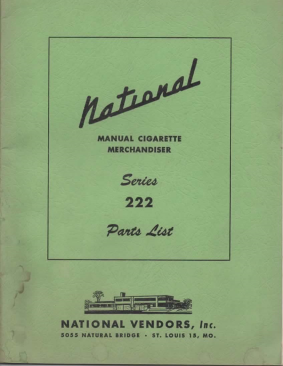 National
MANUAL CIGARETTE
MERCHANDISER
Series
222
Parts List
NATIONAL VENDORS, Inc.
5055 NATURAL BRIDGE - ST. LOUIS 15, MO.